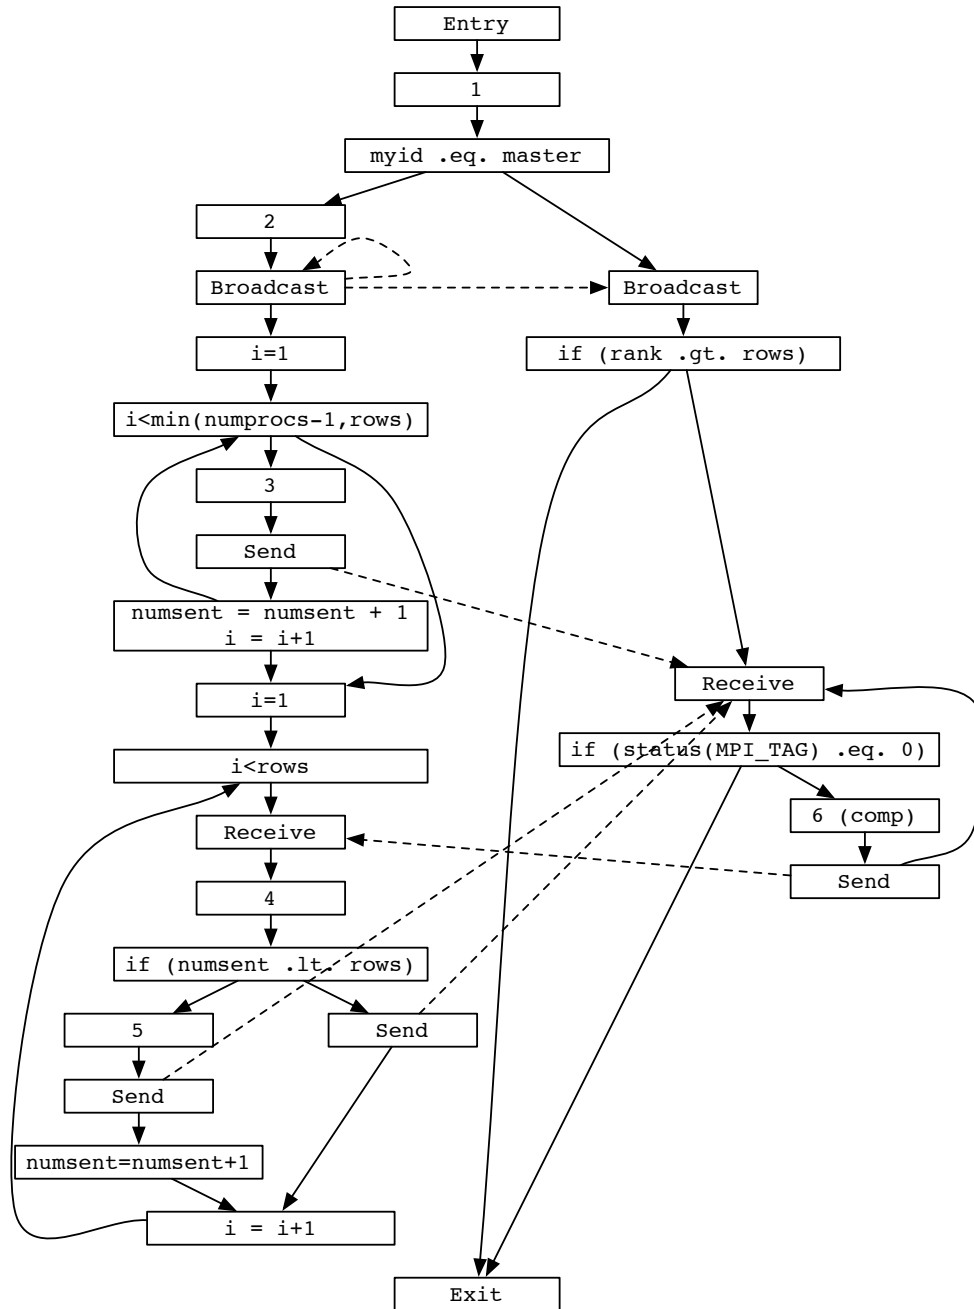 Entry
1
myid .eq. master
2
Broadcast
Broadcast
i=1
if (rank .gt. rows)
i<min(numprocs-1,rows)
3
Send
numsent = numsent + 1
i = i+1
i=1
Receive
i<rows
if (status(MPI_TAG) .eq. 0)
6 (comp)
Receive
Send
4
if (numsent .lt. rows)
5
Send
Send
numsent=numsent+1
i = i+1
Exit